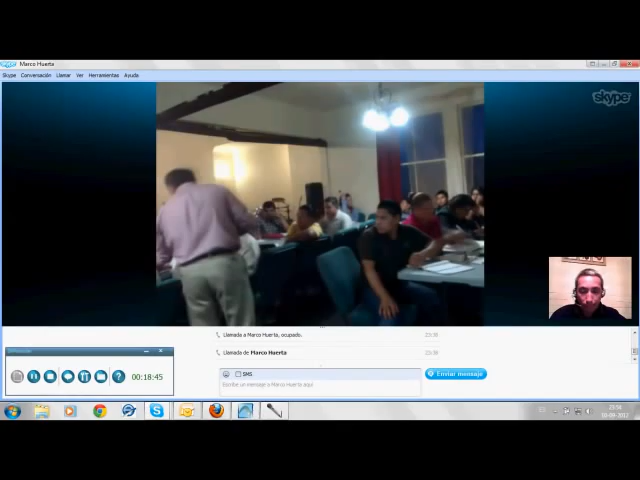 Marco Huerta
Skype Conversación Llamar Ver Herramientas Ayuda
skype
Llamada a Marco Huerta, ocupado.
Llamada de Marco Huerta
SMS
Enviar mensaje
Escribe un mensaje a Marco Huerta aquí
00:18:45